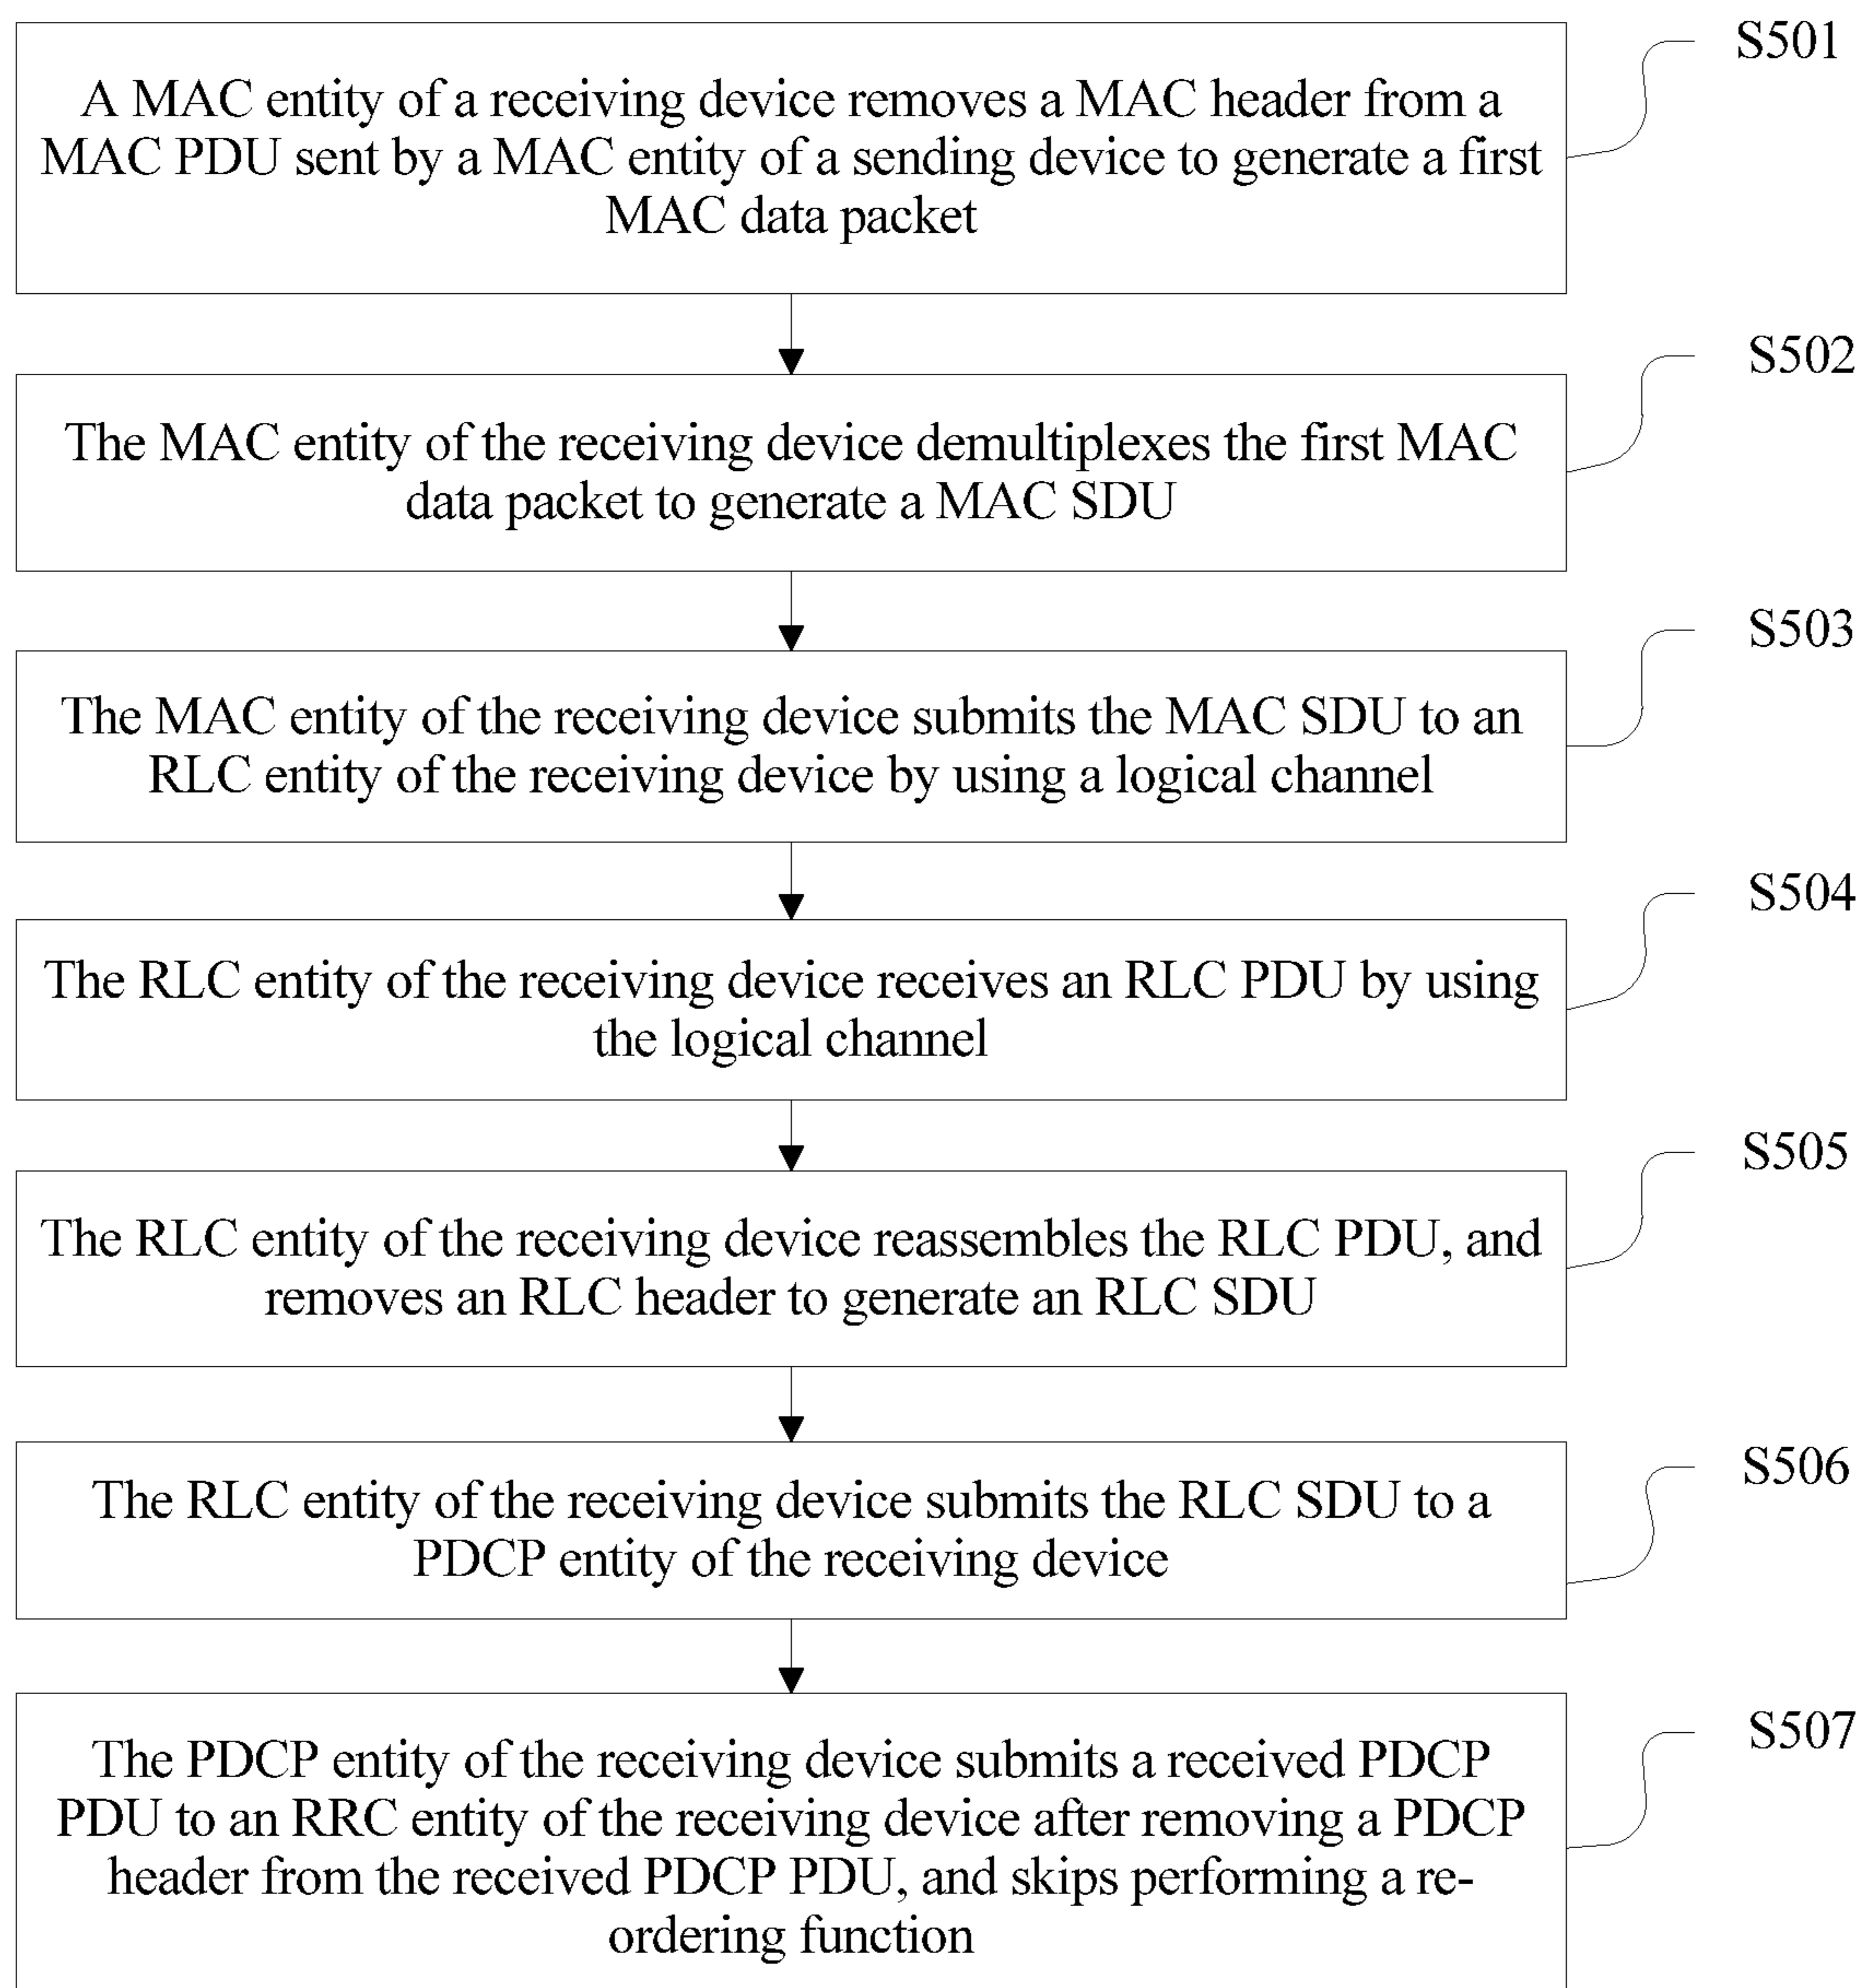 S501
A MAC entity of a receiving device removes a MAC header from a
MAC PDU sent by a MAC entity of a sending device to generate a first
MAC data packet
S502
The MAC entity of the receiving device demultiplexes the first MAC
data packet to generate a MAC SDU
S503
The MAC entity of the receiving device submits the MAC SDU to an
RLC entity of the receiving device by using a logical channel
S504
The RLC entity of the receiving device receives an RLC PDU by using
the logical channel
S505
The RLC entity of the receiving device reassembles the RLC PDU, and
removes an RLC header to generate an RLC SDU
S506
The RLC entity of the receiving device submits the RLC SDU to a
PDCP entity of the receiving device
S507
The PDCP entity of the receiving device submits a received PDCP
PDU to an RRC entity of the receiving device after removing a PDCP
header from the received PDCP PDU, and skips performing a re-
ordering function